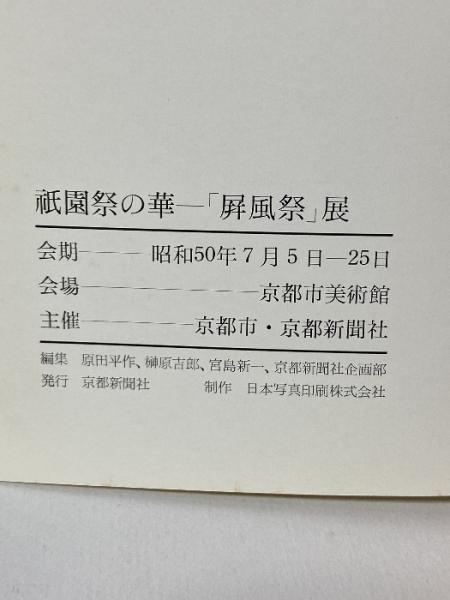 祇園祭の華―「屛風祭」展
会期――― 昭和50年7月5日―25日
会場――――――――京都市美術館
主催―――――京都市・京都新聞社
編集 原田平作、榊原吉郎、宮島新一、京都新聞社企画部
発行 京都新聞社 制作 日本写真印刷株式会社